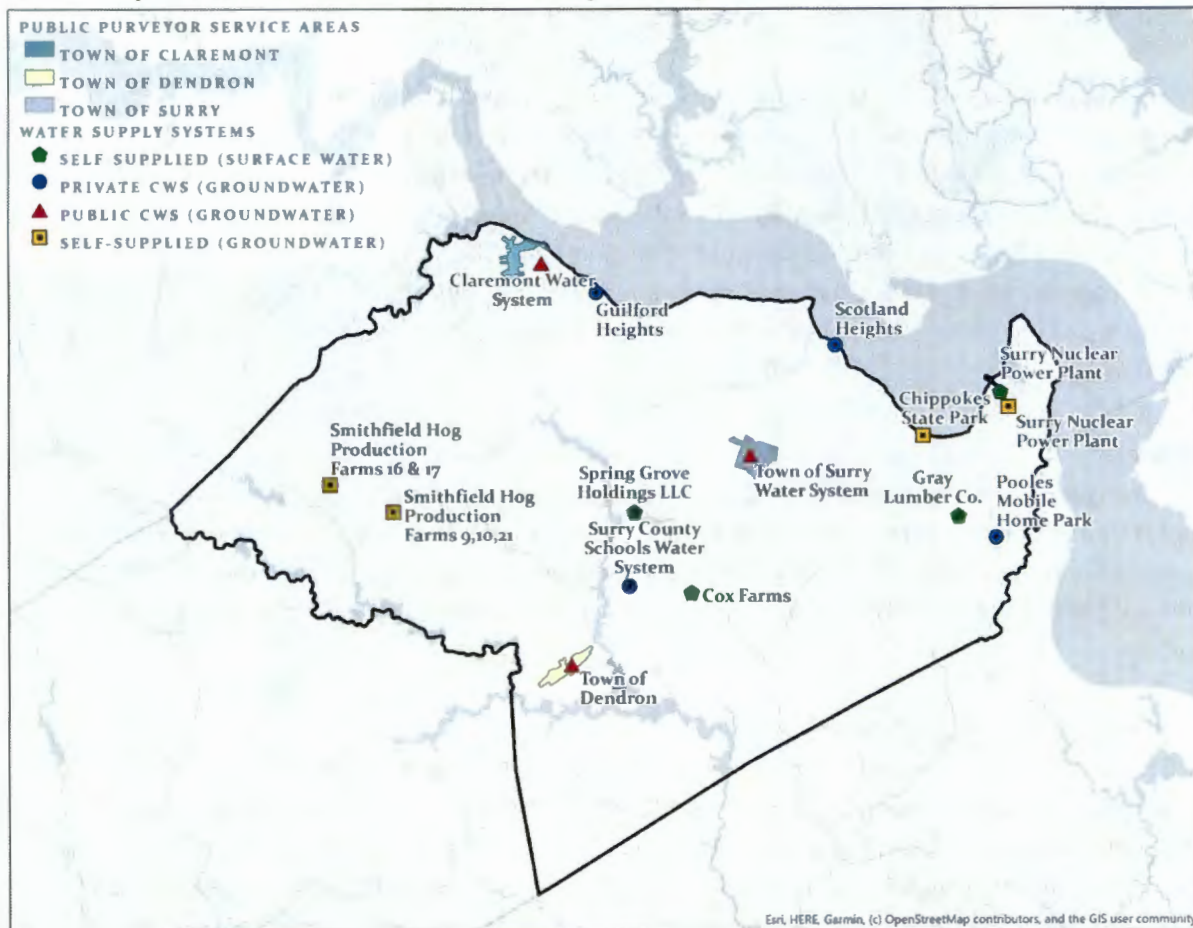 PUBLIC PURVEYOR SERVICE AREAS
TOWN OF CLAREMONT
TOWN OF DENDRON
TOWN OF SURRY
WATER SUPPLY SYSTEMS
SELF SUPPLIED (SURFACE WATER)
PRIVATE CWS (GROUNDWATER)
PUBLIC CWS (GROUNDWATER)
SELF-SUPPLIED (GROUNDWATER)
Claremont Water
System
Guilford
Heights
Scotland
Heights
Surry Nuclear
Power Plant
Chippokes
State Park
Surry Nuclear
Power Plant
Smithfield Hog
Production
Farms 16 & 17
Smithfield Hog
Production
Farms 9,10,21
Spring Grove
Holdings LLC
Town of Surry
Water System
Gray
Lumber Co.
Pooles
Mobile
Home Park
Surry County
Schools Water
System
Cox Farms
Town of
Dendron
Esri, HERE, Garmin, (c) OpenStreetMap contributors, and the GIS user community